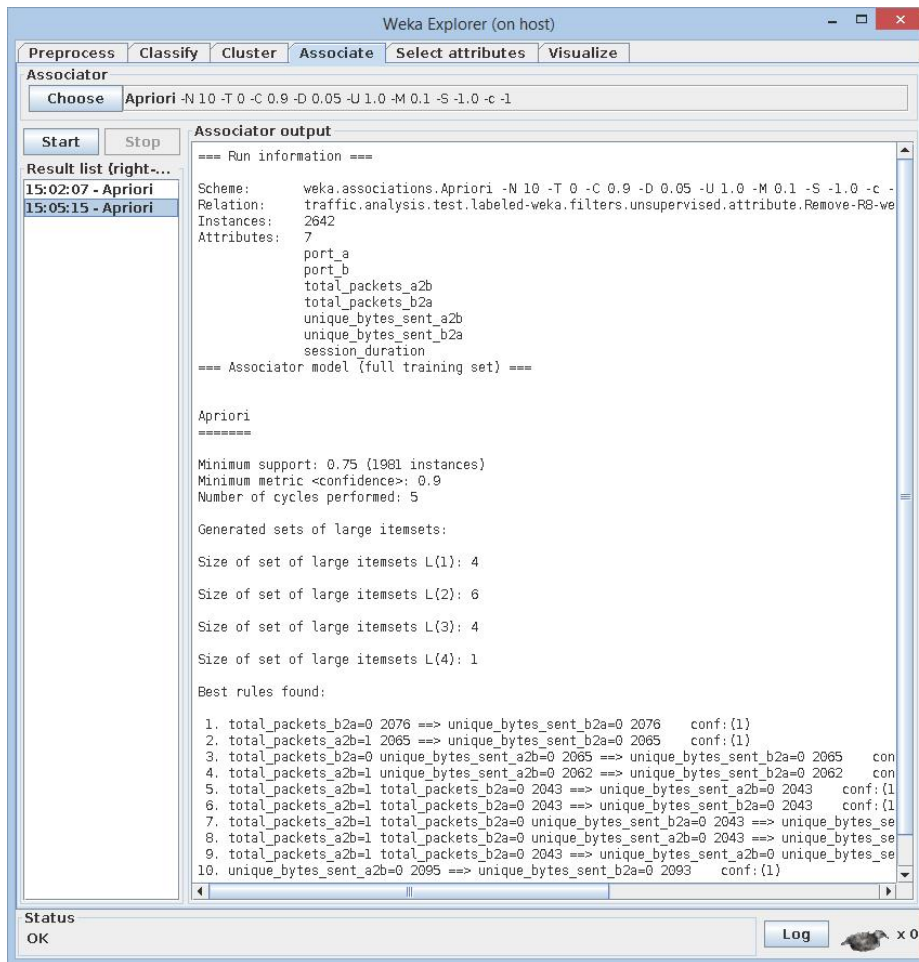 Weka Explorer (on host)
Preprocess Classify Cluster Associate Select attributes Visualize
Associator
Choose Apriori -N 10 -T 0 -C 0.9 -D 0.05 -U 1.0 -M 0.1 -S -1.0 -c -1
Start Stop
Result list (right-...
15:02:07 - Apriori
15:05:15 - Apriori
Associator output
=== Run information ===
Scheme: weka.associations.Apriori -N 10 -T 0 -C 0.9 -D 0.05 -U 1.0 -M 0.1 -S -1.0 -c -
Relation: traffic.analysis.test.labeled-weka.filters.unsupervised.attribute.Remove-R8-we
Instances: 2642
Attributes: 7
port_a
port_b
total_packets_a2b
total_packets_b2a
unique_bytes_sent_a2b
unique_bytes_sent_b2a
session_duration
=== Associator model (full training set) ===
Apriori
=======
Minimum support: 0.75 (1981 instances)
Minimum metric <confidence>: 0.9
Number of cycles performed: 5
Generated sets of large itemsets:
Size of set of large itemsets L(1): 4
Size of set of large itemsets L(2): 6
Size of set of large itemsets L(3): 4
Size of set of large itemsets L(4): 1
Best rules found:
1. total_packets_b2a=0 2076 ==> unique_bytes_sent_b2a=0 2076 conf:(1)
2. total_packets_a2b=1 2065 ==> unique_bytes_sent_b2a=0 2065 conf:(1)
3. total_packets_b2a=0 unique_bytes_sent_a2b=0 2065 ==> unique_bytes_sent_b2a=0 2065 con
4. total_packets_a2b=1 unique_bytes_sent_a2b=0 2062 ==> unique_bytes_sent_b2a=0 2062 con
5. total_packets_a2b=1 total_packets_b2a=0 2043 ==> unique_bytes_sent_a2b=0 2043 conf:(1
6. total_packets_a2b=1 total_packets_b2a=0 2043 ==> unique_bytes_sent_b2a=0 2043 conf:(1
7. total_packets_a2b=1 total_packets_b2a=0 unique_bytes_sent_b2a=0 2043 ==> unique_bytes_se
8. total_packets_a2b=1 total_packets_b2a=0 unique_bytes_sent_a2b=0 2043 ==> unique_bytes_se
9. total_packets_a2b=1 total_packets_b2a=0 2043 ==> unique_bytes_sent_a2b=0 unique_bytes_se
10. unique_bytes_sent_a2b=0 2095 ==> unique_bytes_sent_b2a=0 2093 conf:(1)
Status
OK
Log x 0